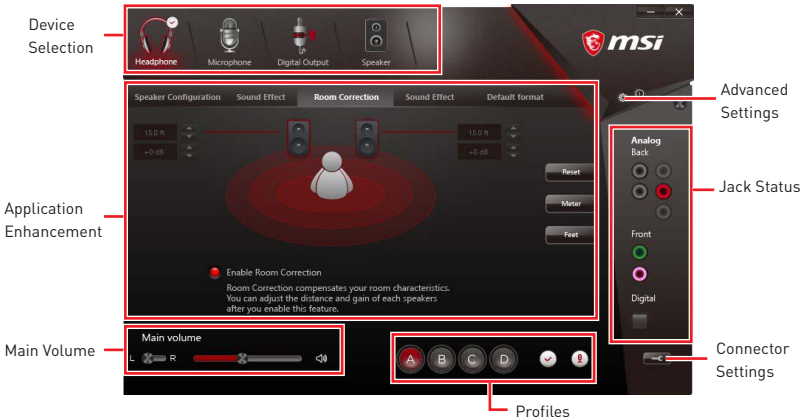 Device
Selection
Headphone
Microphone
Digital Output
Speaker
msi
Speaker Configuration
Sound Effect
Room Correction
Sound Effect
Default format
Advanced
Settings
15.0 ft
+0 dB
15.0 ft
+0 dB
Reset
Meter
Feet
Analog
Back
Front
Digital
Jack Status
Application
Enhancement
Enable Room Correction
Room Correction compensates your room characteristics.
You can adjust the distance and gain of each speakers
after you enable this feature.
Main Volume
Main volume
L
R
A
B
C
D
Connector
Settings
Profiles